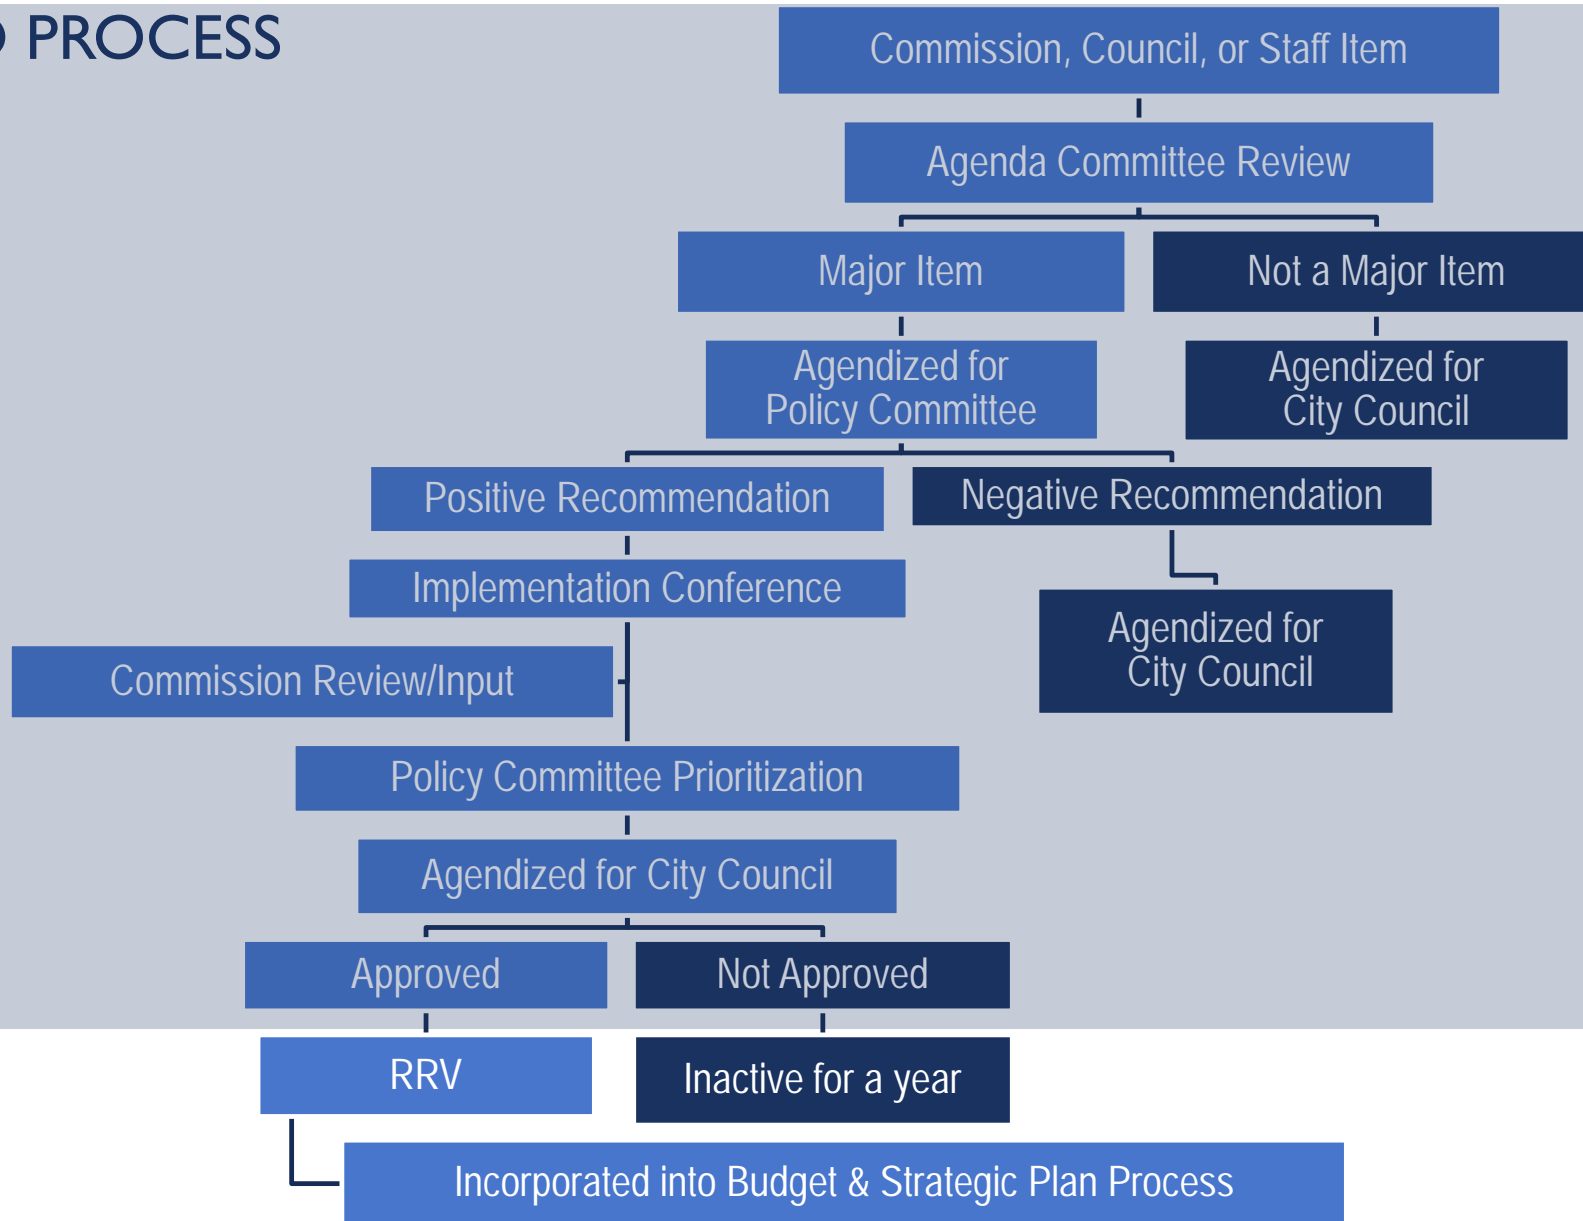 PROCESS
Commission, Council, or Staff Item
Agenda Committee Review
Major Item
Not a Major Item
Agendized for
Policy Committee
Agendized for
City Council
Positive Recommendation
Negative Recommendation
Implementation Conference
Agendized for
City Council
Commission Review/Input
Policy Committee Prioritization
Agendized for City Council
Approved
Not Approved
RRV
Inactive for a year
Incorporated into Budget & Strategic Plan Process